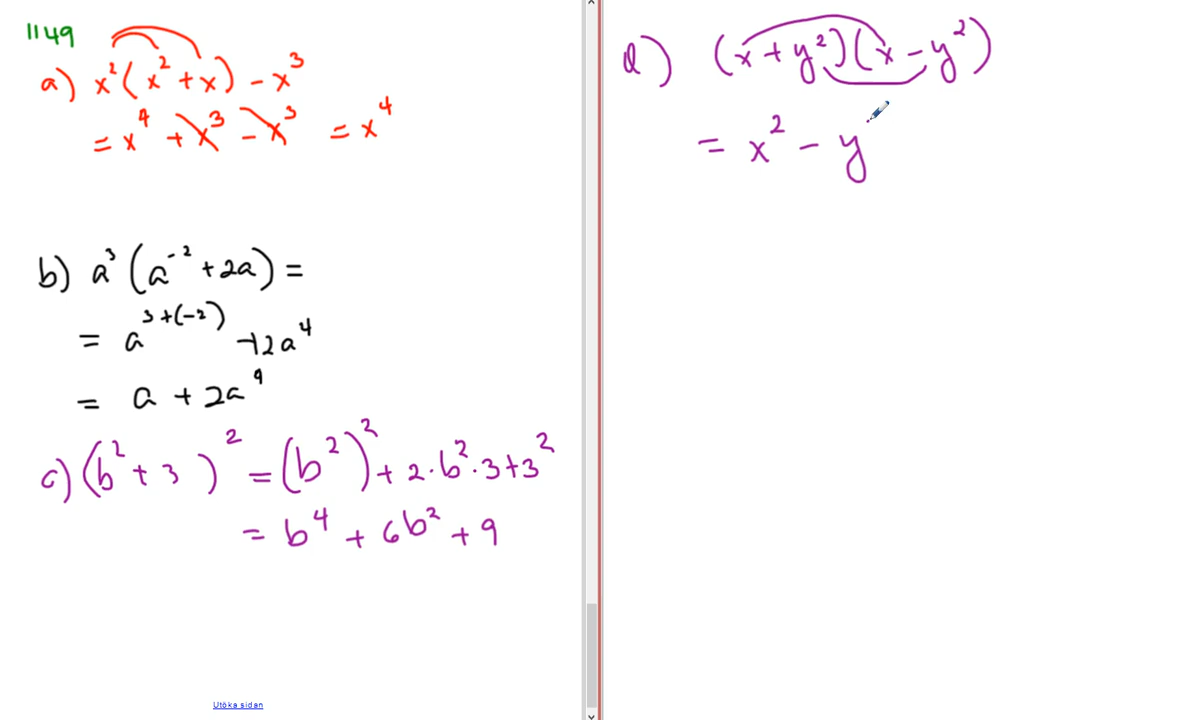 1149
a) x²(x² + x) - x³
= x⁴ + x³ - x³ = x⁴
b) a³(a⁻² + 2a) =
= a³⁺⁽⁻²⁾ + 2a⁴
= a + 2a⁴
c) (b² + 3)² = (b²)² + 2·b²·3 + 3²
= b⁴ + 6b² + 9
Utöka sidan
d) (x + y²)(x - y²)
= x² - y